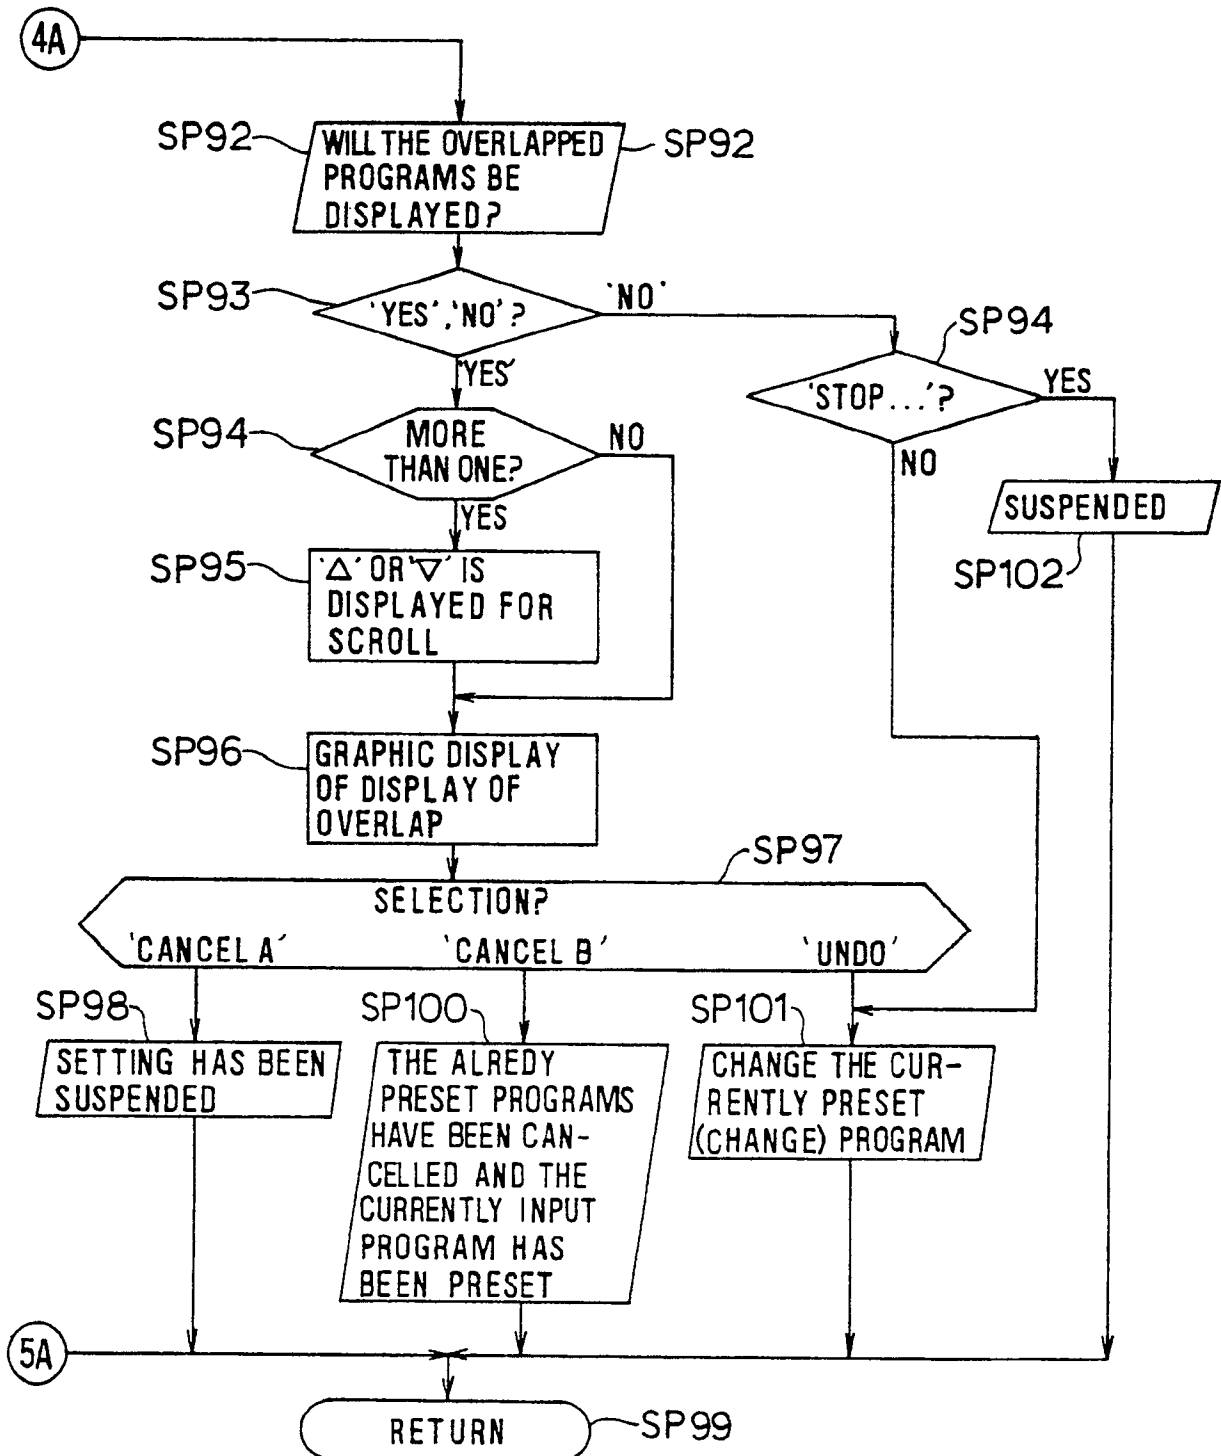 4A
SP92
WILL THE OVERLAPPED
PROGRAMS BE
DISPLAYED?
SP92
SP93
'YES','NO'?
'NO'
'YES'
SP94
'STOP...'?
YES
NO
SP94
MORE
THAN ONE?
NO
YES
SUSPENDED
SP102
SP95
'△' OR '▽' IS
DISPLAYED FOR
SCROLL
SP96
GRAPHIC DISPLAY
OF DISPLAY OF
OVERLAP
SP97
SELECTION?
'CANCEL A'
'CANCEL B'
'UNDO'
SP98
SETTING HAS BEEN
SUSPENDED
SP100
THE ALREDY
PRESET PROGRAMS
HAVE BEEN CAN-
CELLED AND THE
CURRENTLY INPUT
PROGRAM HAS
BEEN PRESET
SP101
CHANGE THE CUR-
RENTLY PRESET
(CHANGE) PROGRAM
5A
RETURN
SP99